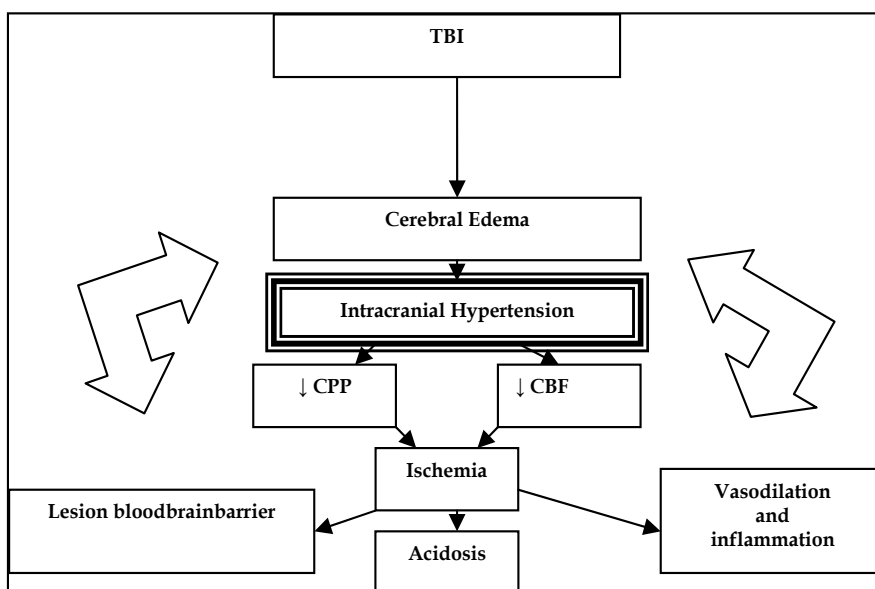 TBI
Cerebral Edema
Intracranial Hypertension
↓ CPP
↓ CBF
Ischemia
Lesion bloodbrainbarrier
Vasodilation
and
inflammation
Acidosis